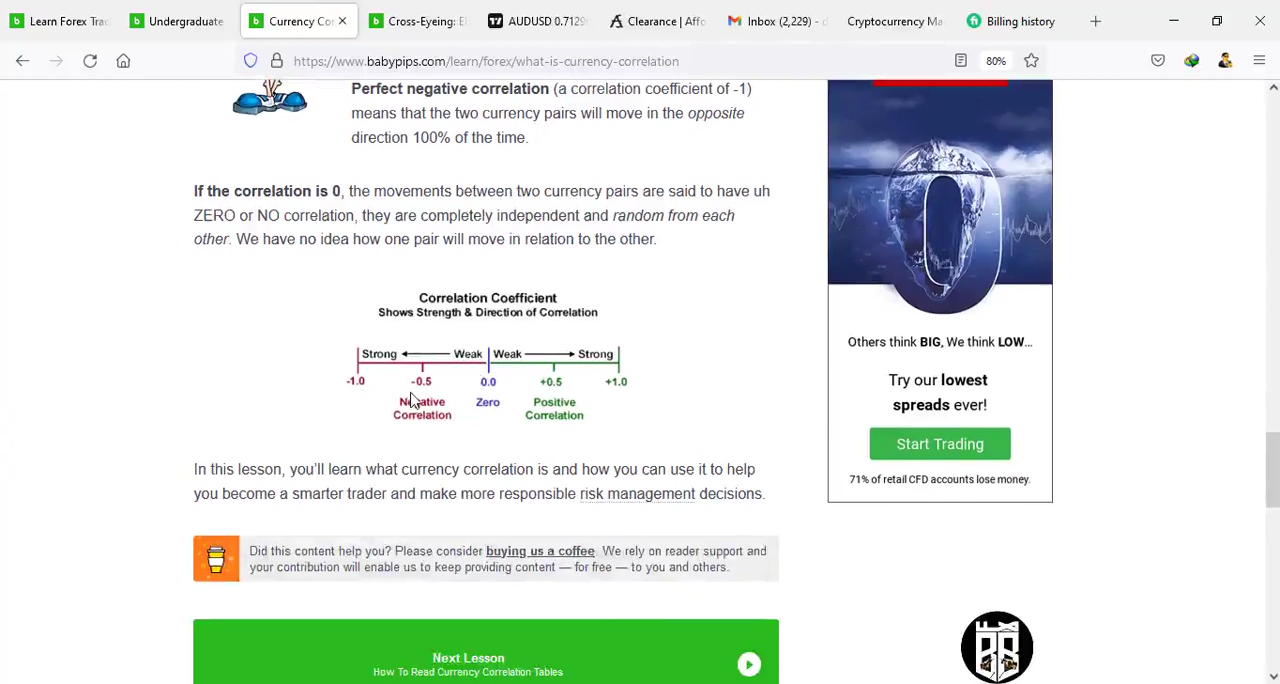 Learn Forex Tra
Undergraduate
Currency Co
Cross-Eyeing: E
AUDUSD 0.7129
Clearance | Affo
Inbox (2,229) - d
Cryptocurrency Ma
Billing history
https://www.babypips.com/learn/forex/what-is-currency-correlation
80%
Perfect negative correlation (a correlation coefficient of -1)
means that the two currency pairs will move in the opposite
direction 100% of the time.
If the correlation is 0, the movements between two currency pairs are said to have uh
ZERO or NO correlation, they are completely independent and random from each
other. We have no idea how one pair will move in relation to the other.
Correlation Coefficient
Shows Strength & Direction of Correlation
Strong Weak Weak Strong
-1.0 -0.5 0.0 +0.5 +1.0
Negative Zero Positive
Correlation Correlation
In this lesson, you'll learn what currency correlation is and how you can use it to help
you become a smarter trader and make more responsible risk management decisions.
Did this content help you? Please consider buying us a coffee. We rely on reader support and
your contribution will enable us to keep providing content — for free — to you and others.
Next Lesson
How To Read Currency Correlation Tables
Others think BIG, We think LOW...
Try our lowest
spreads ever!
Start Trading
71% of retail CFD accounts lose money.